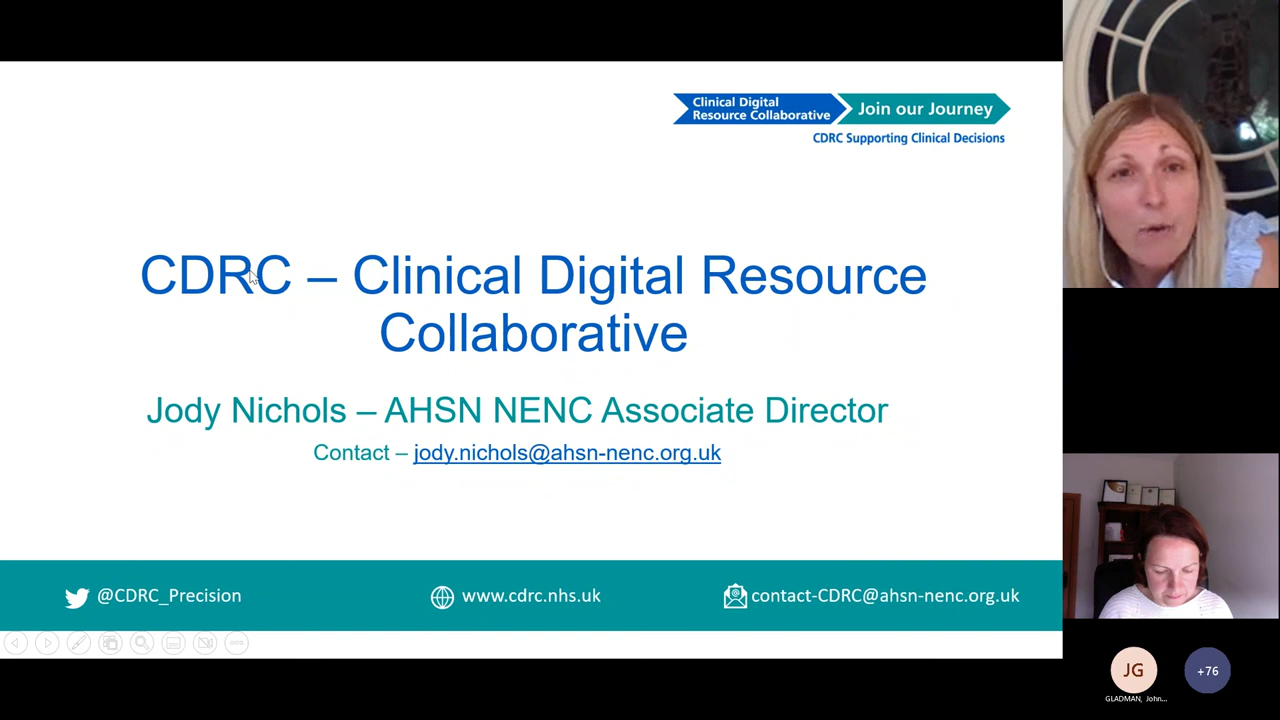 Clinical Digital
Resource Collaborative
Join our Journey
CDRC Supporting Clinical Decisions
CDRC – Clinical Digital Resource
Collaborative
Jody Nichols – AHSN NENC Associate Director
Contact – jody.nichols@ahsn-nenc.org.uk
@CDRC_Precision
www.cdrc.nhs.uk
contact-CDRC@ahsn-nenc.org.uk
JG
+76
GLADMAN, John...